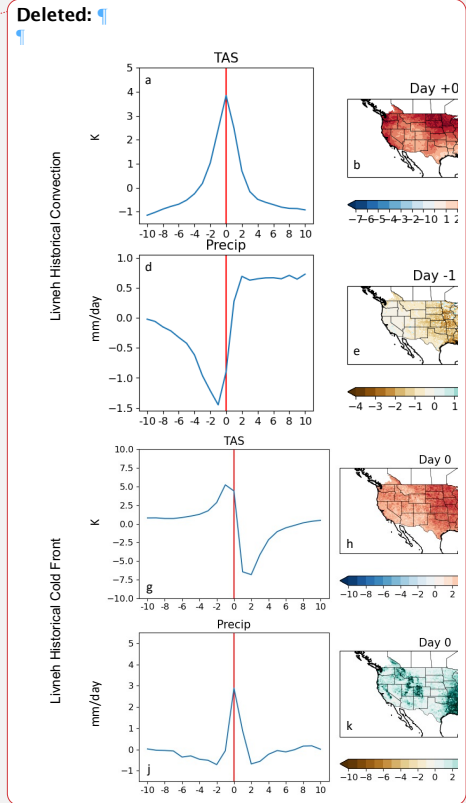 Deleted: ¶
¶
TAS
a
5
4
3
2
1
0
−1
K
-10 -8 -6 -4 -2 0 2 4 6 8 10
Day +0
b
−7−6−5−4−3−2−10 1 2
Livneh Historical Convection
Precip
d
1.0
0.5
0.0
−0.5
−1.0
−1.5
mm/day
-10 -8 -6 -4 -2 0 2 4 6 8 10
Day -1
e
−4 −3 −2 −1 0 1
TAS
10.0
7.5
5.0
2.5
0.0
−2.5
−5.0
−7.5
−10.0
K
g
-10 -8 -6 -4 -2 0 2 4 6 8 10
Day 0
h
−10 −8 −6 −4 −2 0 2
Livneh Historical Cold Front
Precip
5
4
3
2
1
0
−1
mm/day
j
-10 -8 -6 -4 -2 0 2 4 6 8 10
Day 0
k
−10 −8 −6 −4 −2 0 2